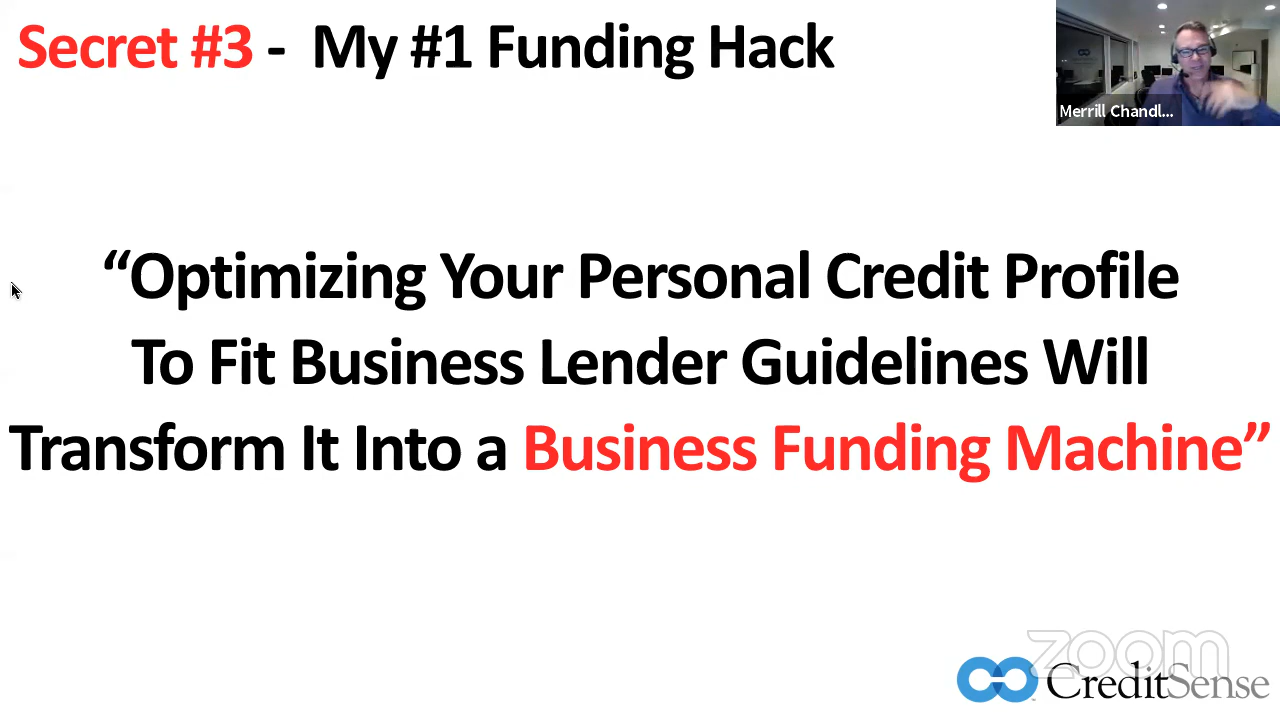 Secret #3 - My #1 Funding Hack
Merrill Chandl...
“Optimizing Your Personal Credit Profile
To Fit Business Lender Guidelines Will
Transform It Into a Business Funding Machine”
zoom
CreditSense